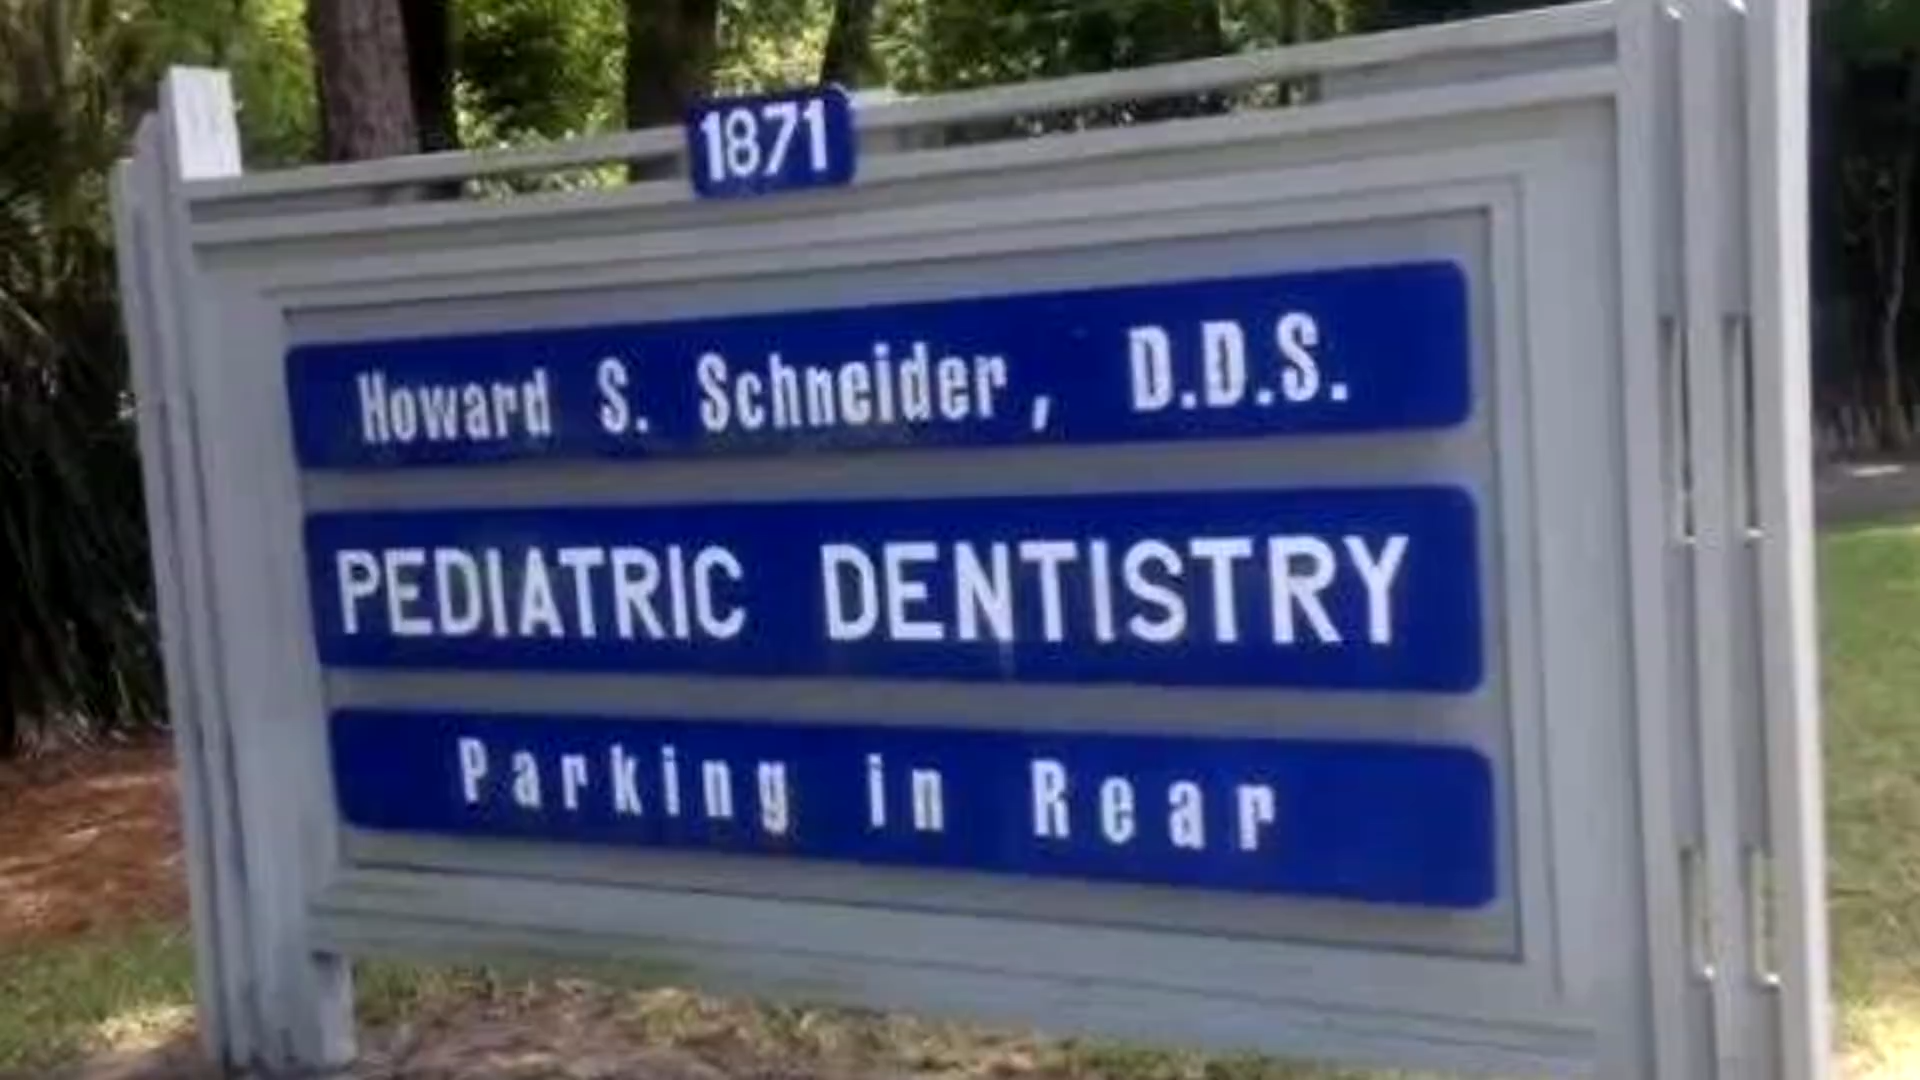 1871
Howard S. Schneider, D.D.S.
PEDIATRIC DENTISTRY
Parking in Rear